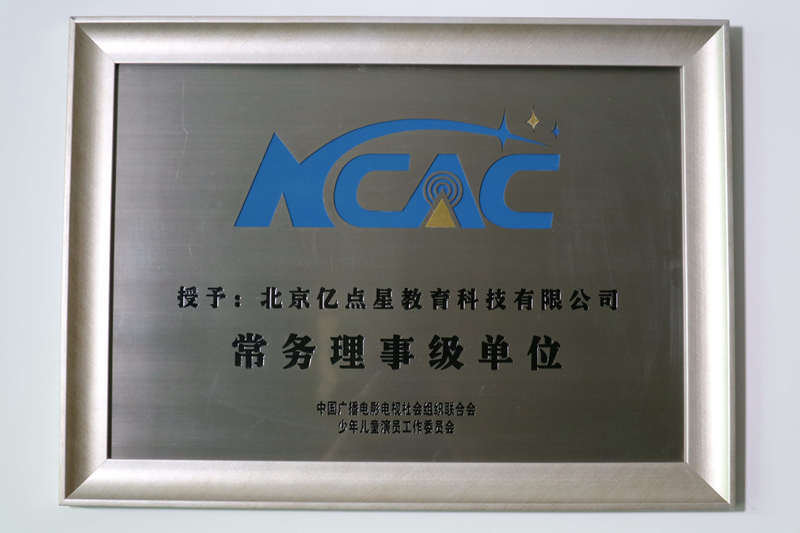 ACAC
授予：北京亿点星教育科技有限公司
常务理事级单位
中国广播电影电视社会组织联合会
少年儿童演员工作委员会